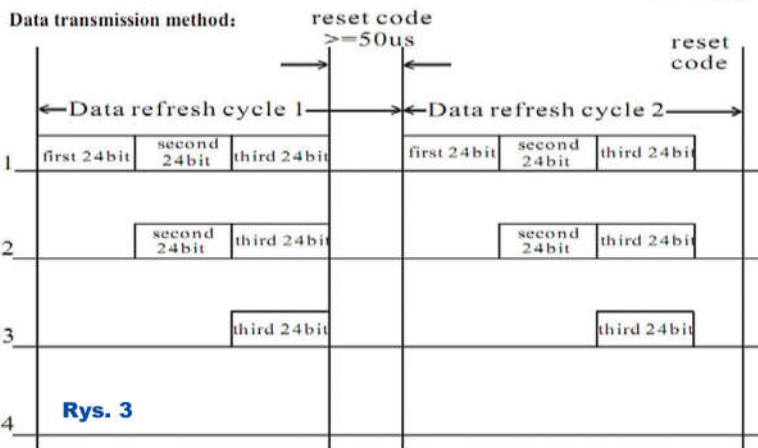 Data transmission method:
reset code
>=50us
reset
code
Data refresh cycle 1
Data refresh cycle 2
1
first 24bit
second
24bit
third 24bit
first 24bit
second
24bit
third 24bit
2
second
24bit
third 24bit
second
24bit
third 24bit
3
third 24bit
third 24bit
Rys. 3
4